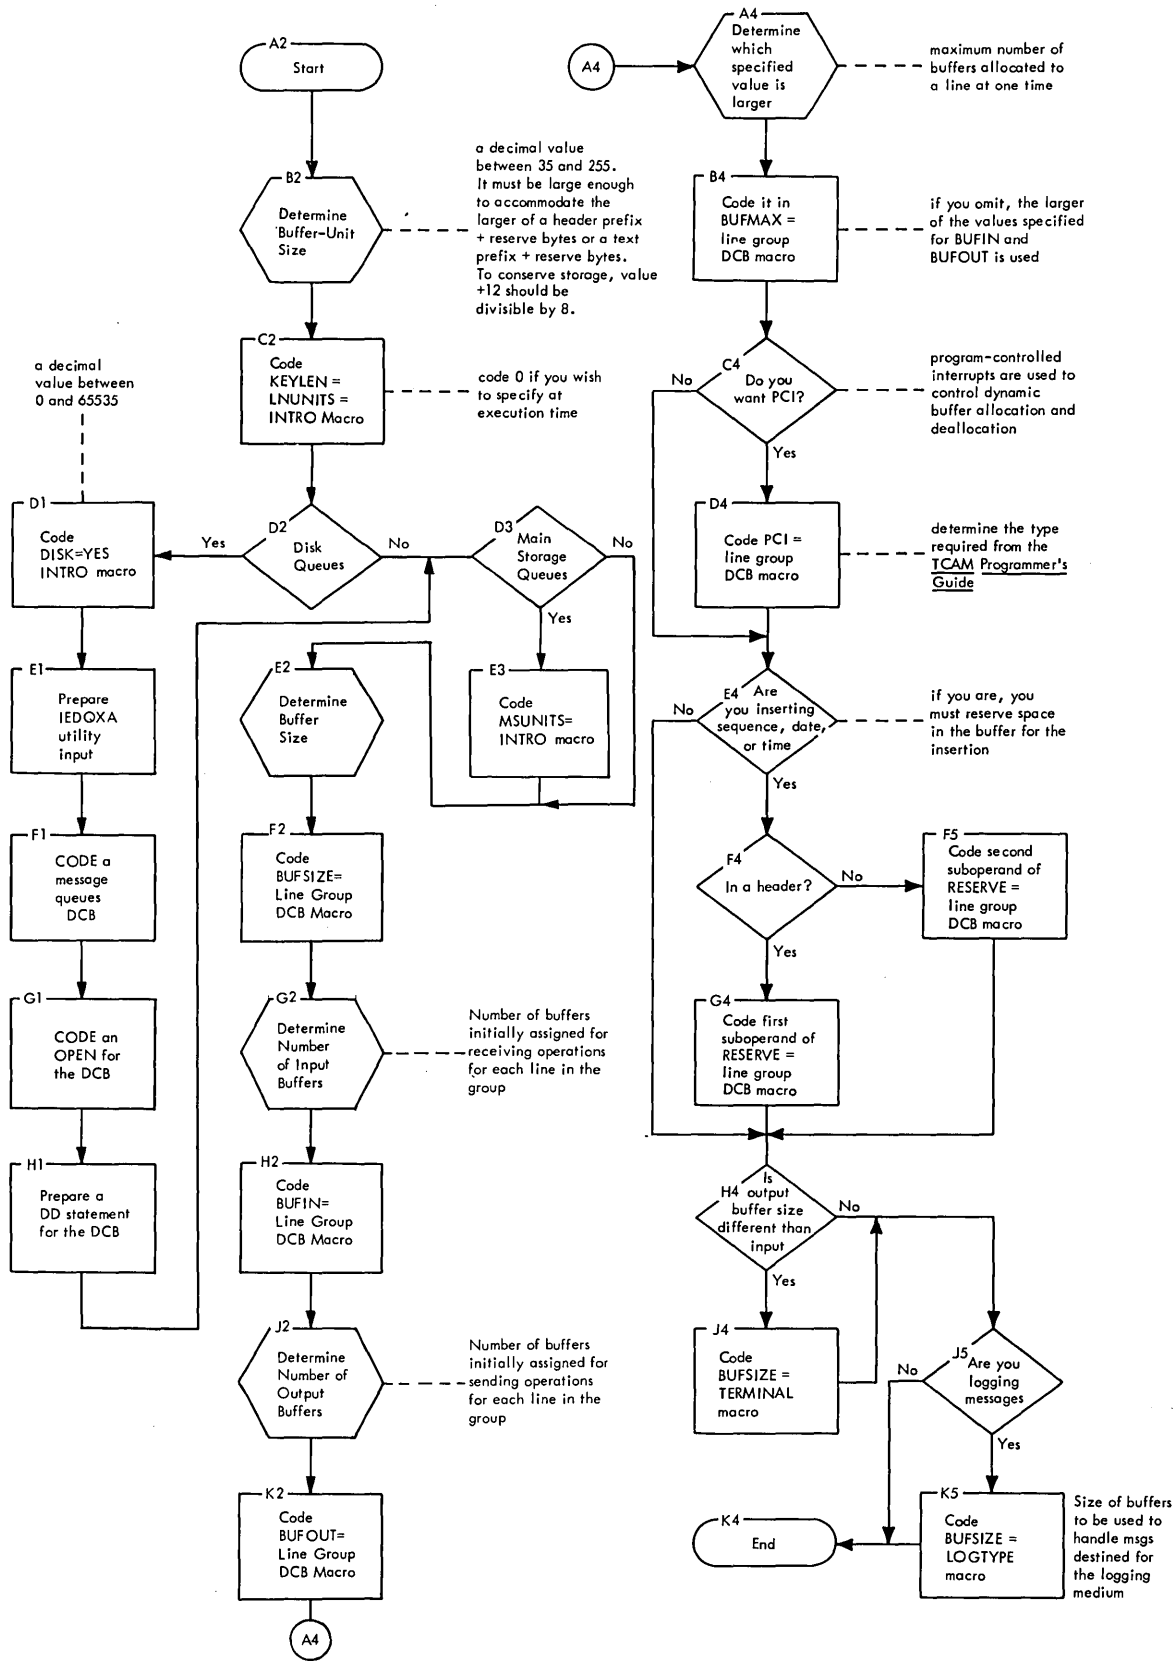 A2
Start
B2
Determine
Buffer-Unit
Size
a decimal value
between 35 and 255.
It must be large enough
to accommodate the
larger of a header prefix
+ reserve bytes or a text
prefix + reserve bytes.
To conserve storage, value
+12 should be
divisible by 8.
C2
Code
KEYLEN =
LNUNITS =
INTRO Macro
code 0 if you wish
to specify at
execution time
a decimal
value between
0 and 65535
D1
Code
DISK=YES
INTRO macro
Yes
D2
Disk
Queues
No
D3
Main
Storage
Queues
No
Yes
E1
Prepare
IEDOXA
utility
input
E2
Determine
Buffer
Size
E3
Code
MSUNITS=
INTRO macro
F1
CODE a
message
queues
DCB
F2
Code
BUFSIZE=
Line Group
DCB Macro
G1
CODE an
OPEN for
the DCB
G2
Determine
Number
of Input
Buffers
Number of buffers
initially assigned for
receiving operations
for each line in the
group
H1
Prepare a
DD statement
for the DCB
H2
Code
BUFIN=
Line Group
DCB Macro
J2
Determine
Number of
Output
Buffers
Number of buffers
initially assigned for
sending operations
for each line in the
group
K2
Code
BUFOUT=
Line Group
DCB Macro
A4
A4
A4
Determine
which
specified
value is
larger
maximum number of
buffers allocated to
a line at one time
B4
Code it in
BUFMAX =
line group
DCB macro
if you omit, the larger
of the values specified
for BUFIN and
BUFOUT is used
C4
Do you
want PCI?
No
Yes
program-controlled
interrupts are used to
control dynamic
buffer allocation and
deallocation
D4
Code PCI =
line group
DCB macro
determine the type
required from the
TCAM Programmer's
Guide
E4
Are
you inserting
sequence, date,
or time
No
Yes
if you are, you
must reserve space
in the buffer for the
insertion
F4
In a header?
No
Yes
F5
Code second
suboperand of
RESERVE =
line group
DCB macro
G4
Code first
suboperand of
RESERVE =
line group
DCB macro
H4
Is
output
buffer size
different than
input
No
Yes
J4
Code
BUFSIZE =
TERMINAL
macro
J5
Are you
logging
messages
No
Yes
K4
End
K5
Code
BUFSIZE =
LOGTYPE
macro
Size of buffers
to be used to
handle msgs
destined for
the logging
medium